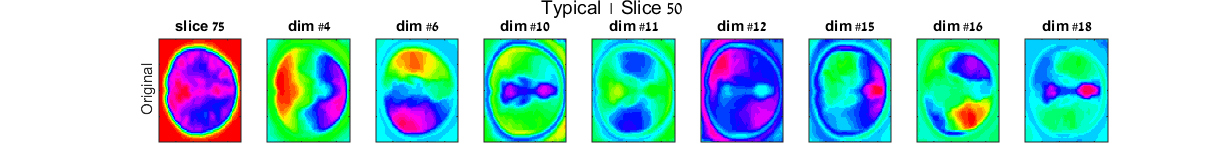 Typical | Slice 50
slice 75 dim #4 dim #6 dim #10 dim #11 dim #12 dim #15 dim #16 dim #18
Original